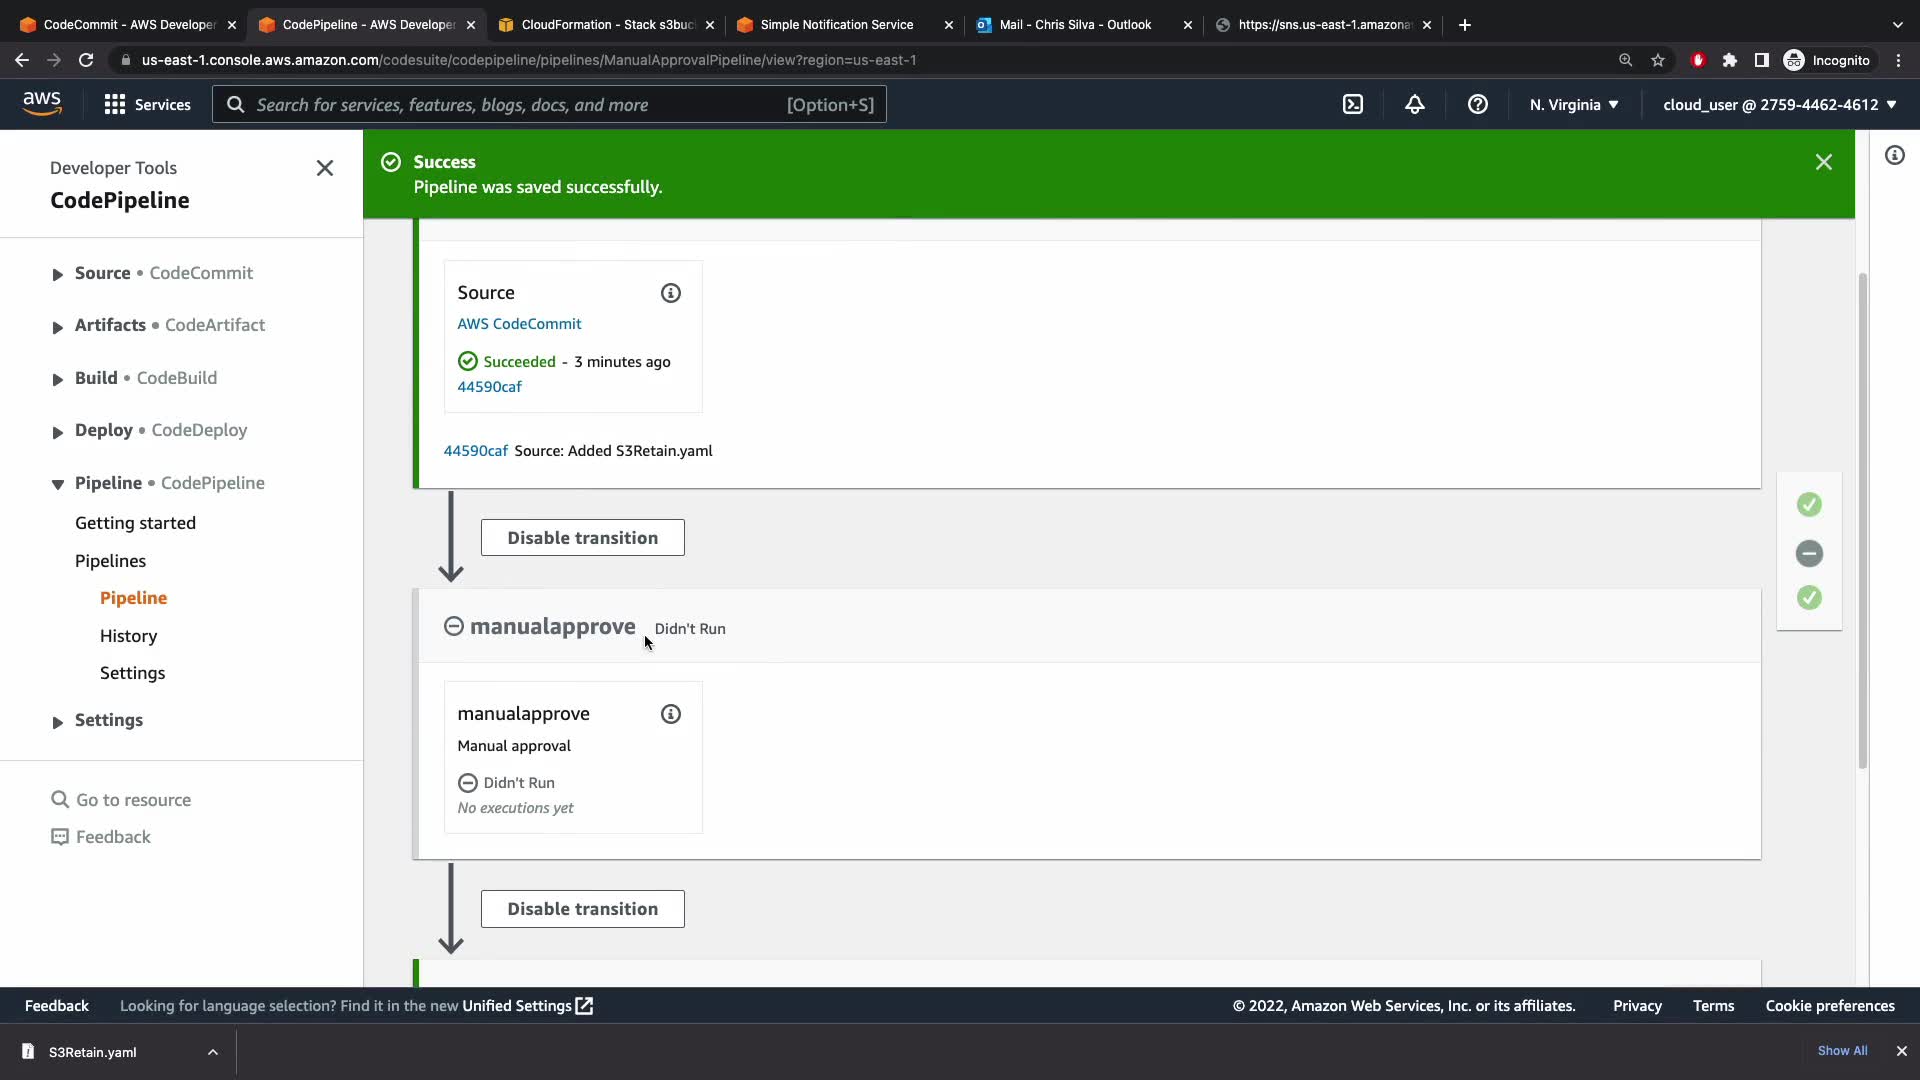 CodeCommit - AWS Developer
CodePipeline - AWS Developer
CloudFormation - Stack s3buc
Simple Notification Service
Mail - Chris Silva - Outlook
https://sns.us-east-1.amazona
us-east-1.console.aws.amazon.com/codesuite/codepipeline/pipelines/ManualApprovalPipeline/view?region=us-east-1
Incognito
aws
Services
Search for services, features, blogs, docs, and more
[Option+S]
N. Virginia
cloud_user @ 2759-4462-4612
Developer Tools
CodePipeline
Source • CodeCommit
Artifacts • CodeArtifact
Build • CodeBuild
Deploy • CodeDeploy
Pipeline • CodePipeline
Getting started
Pipelines
Pipeline
History
Settings
Settings
Go to resource
Feedback
Success
Pipeline was saved successfully.
Source
AWS CodeCommit
Succeeded - 3 minutes ago
44590caf
44590caf Source: Added S3Retain.yaml
Disable transition
manualapprove Didn't Run
manualapprove
Manual approval
Didn't Run
No executions yet
Disable transition
Feedback
Looking for language selection? Find it in the new Unified Settings
© 2022, Amazon Web Services, Inc. or its affiliates.
Privacy
Terms
Cookie preferences
S3Retain.yaml
Show All